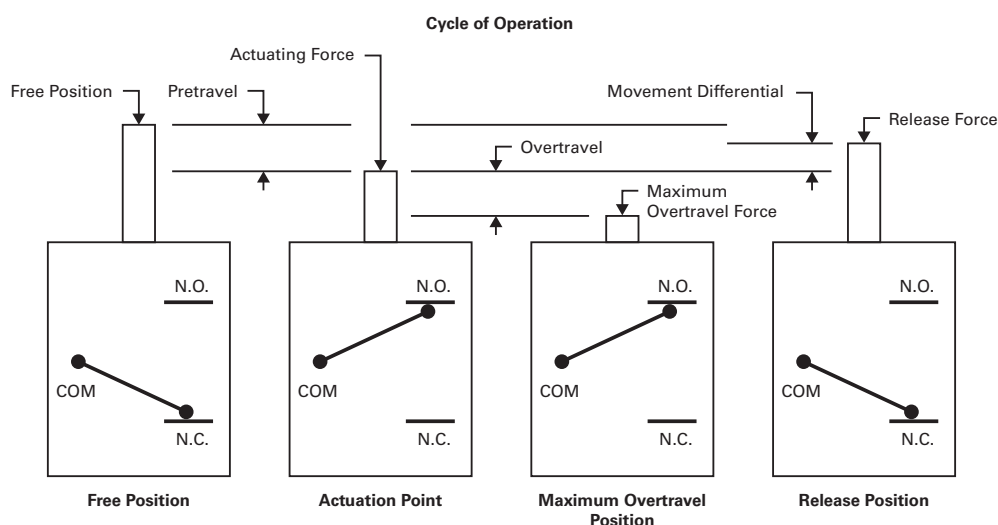 Cycle of Operation
Actuating Force
Free Position
Pretravel
Movement Differential
Release Force
Overtravel
Maximum
Overtravel Force
N.O.
COM
N.C.
N.O.
COM
N.C.
N.O.
COM
N.C.
N.O.
COM
N.C.
Free Position
Actuation Point
Maximum Overtravel
Position
Release Position